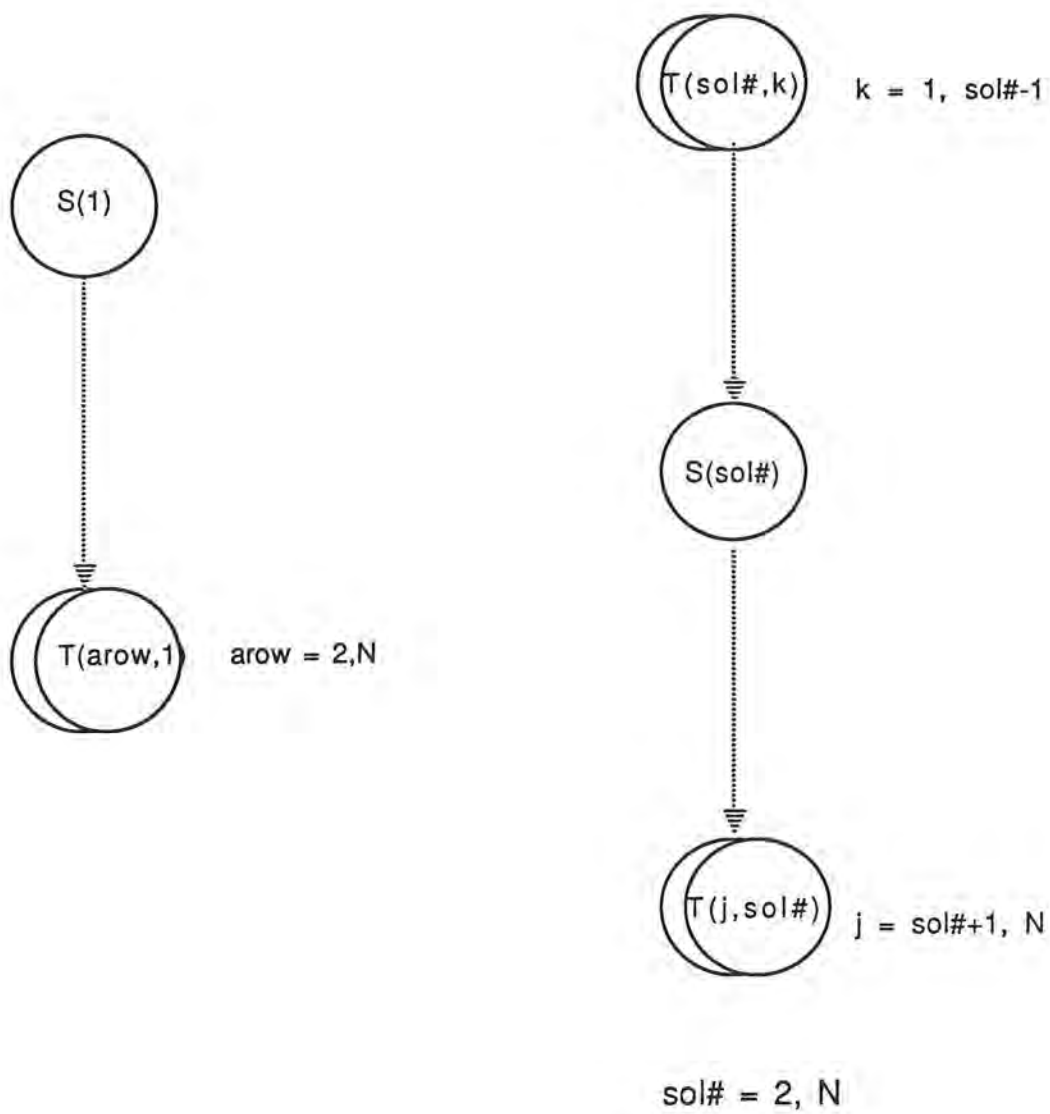 S(1)
T(arow,1) arow = 2,N
T(sol#,k) k = 1, sol#-1
S(sol#)
T(j,sol#) j = sol#+1, N
sol# = 2, N